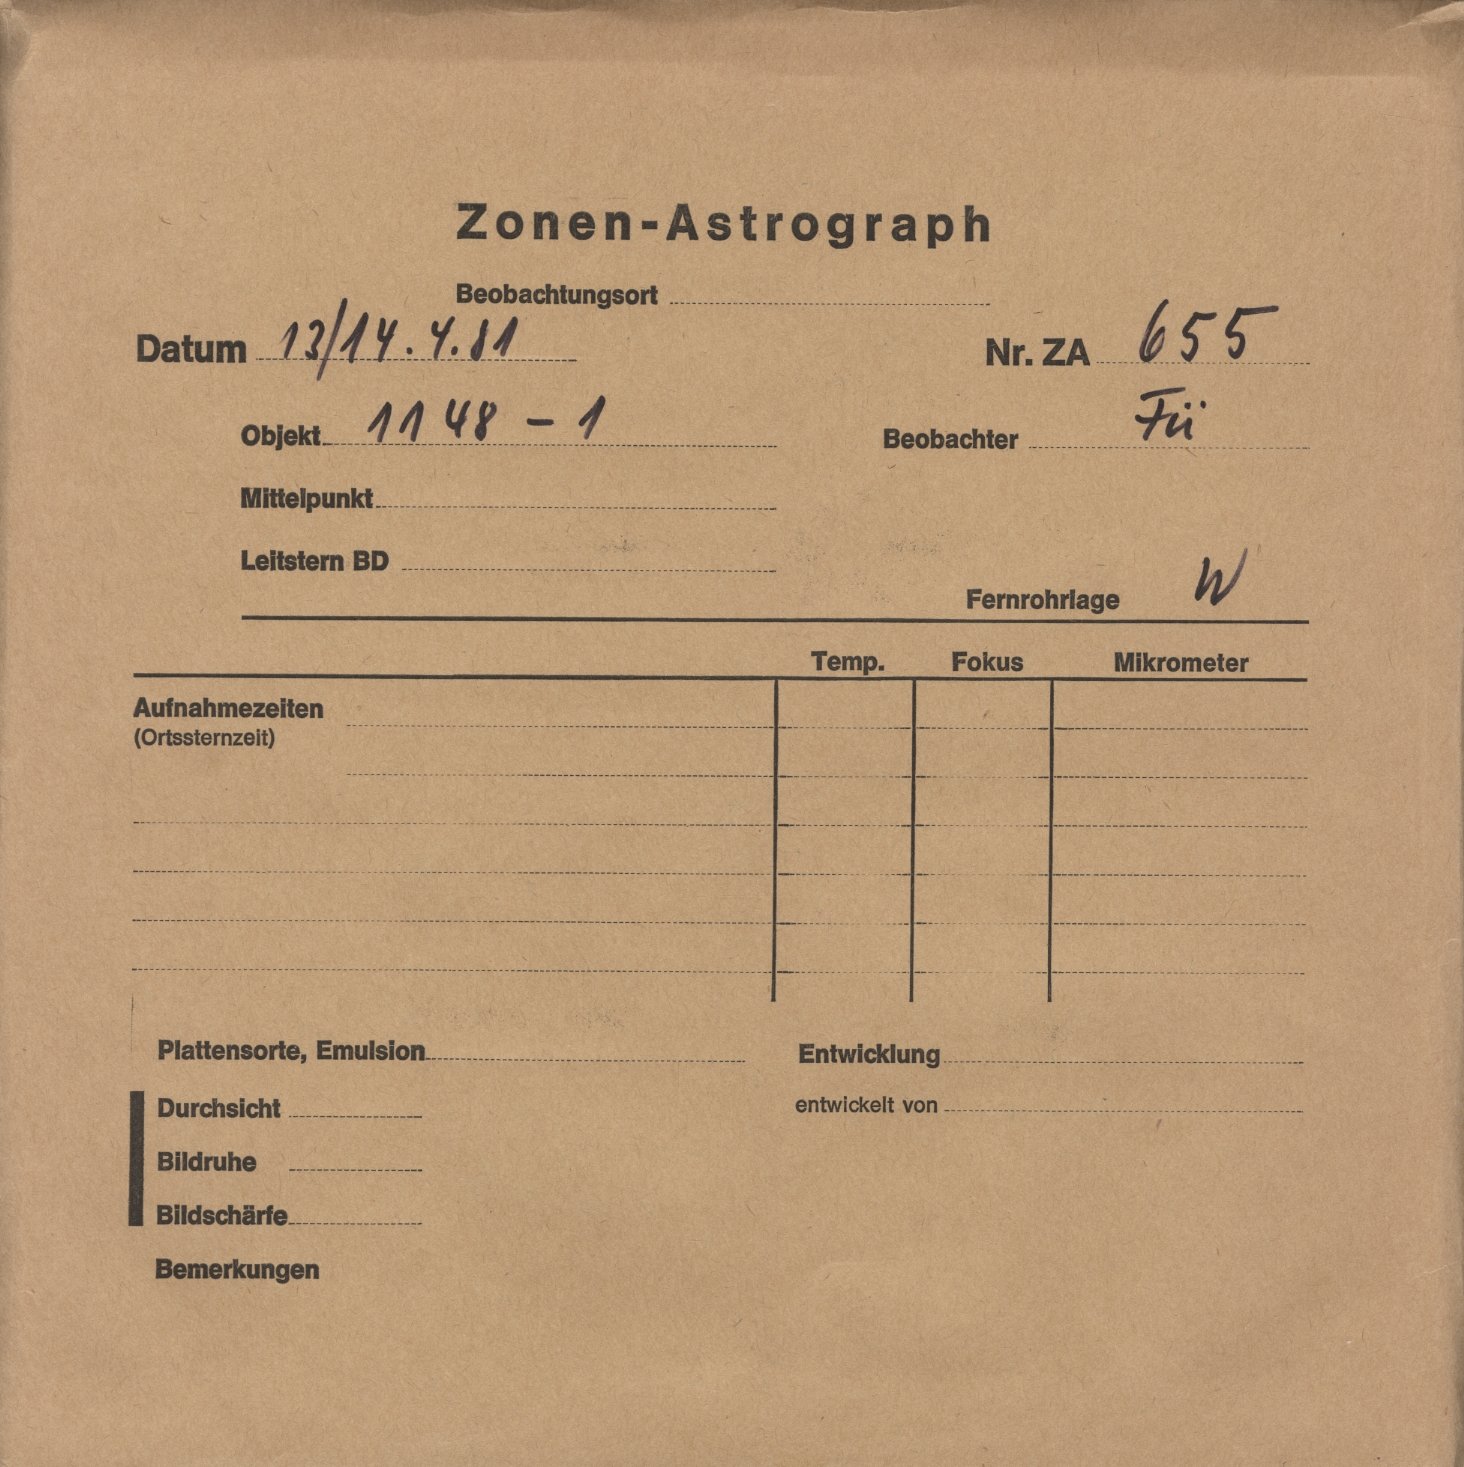 Zonen-Astrograph
Beobachtungsort
Datum 13/14.4.81
Nr. ZA 655
Objekt 1148 - 1
Beobachter Fü
Mittelpunkt
Leitstern BD
Fernrohrlage W
Temp. Fokus Mikrometer
Aufnahmezeiten
(Ortssternzeit)
Plattensorte, Emulsion
Entwicklung
Durchsicht
entwickelt von
Bildruhe
Bildschärfe
Bemerkungen